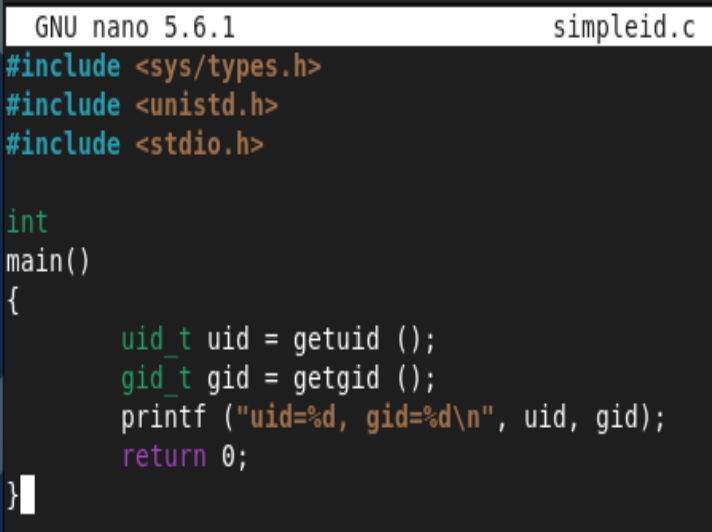 GNU nano 5.6.1 simpleid.c
#include <sys/types.h>
#include <unistd.h>
#include <stdio.h>
int
main()
{
uid_t uid = getuid ();
gid_t gid = getgid ();
printf ("uid=%d, gid=%d\n", uid, gid);
return 0;
}